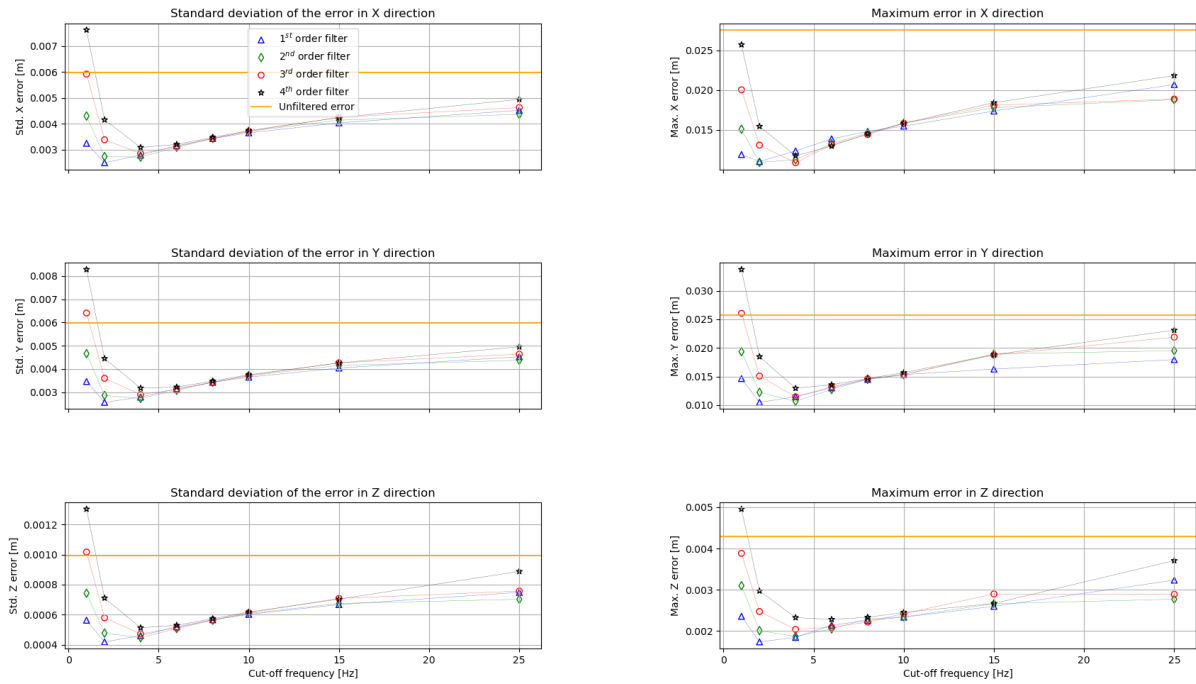 Standard deviation of the error in X direction
Std. X error [m]
0.007
0.006
0.005
0.004
0.003
1st order filter
2nd order filter
3rd order filter
4th order filter
Unfiltered error
Maximum error in X direction
Max. X error [m]
0.025
0.020
0.015
Standard deviation of the error in Y direction
Std. Y error [m]
0.008
0.007
0.006
0.005
0.004
0.003
Maximum error in Y direction
Max. Y error [m]
0.030
0.025
0.020
0.015
0.010
Standard deviation of the error in Z direction
Std. Z error [m]
0.0012
0.0010
0.0008
0.0006
0.0004
0 5 10 15 20 25
Cut-off frequency [Hz]
Maximum error in Z direction
Max. Z error [m]
0.005
0.004
0.003
0.002
0 5 10 15 20 25
Cut-off frequency [Hz]